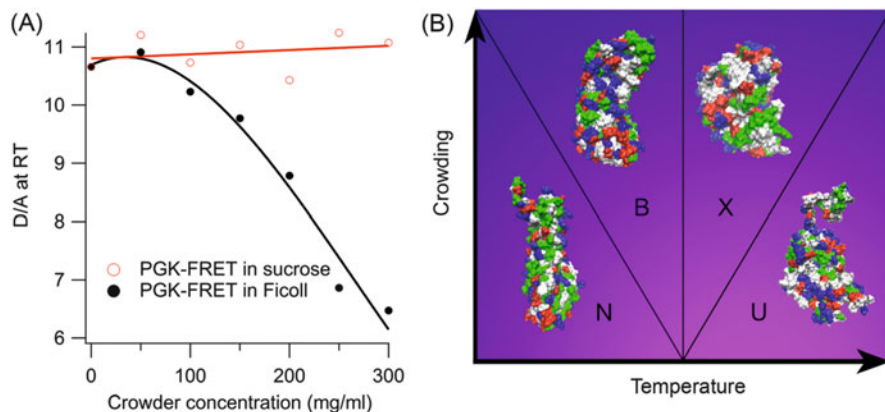 (A)
11
10
9
8
7
6
D/A at RT
PGK-FRET in sucrose
PGK-FRET in Ficoll
0 100 200 300
Crowder concentration (mg/ml)
(B)
Crowding
B X
N U
Temperature